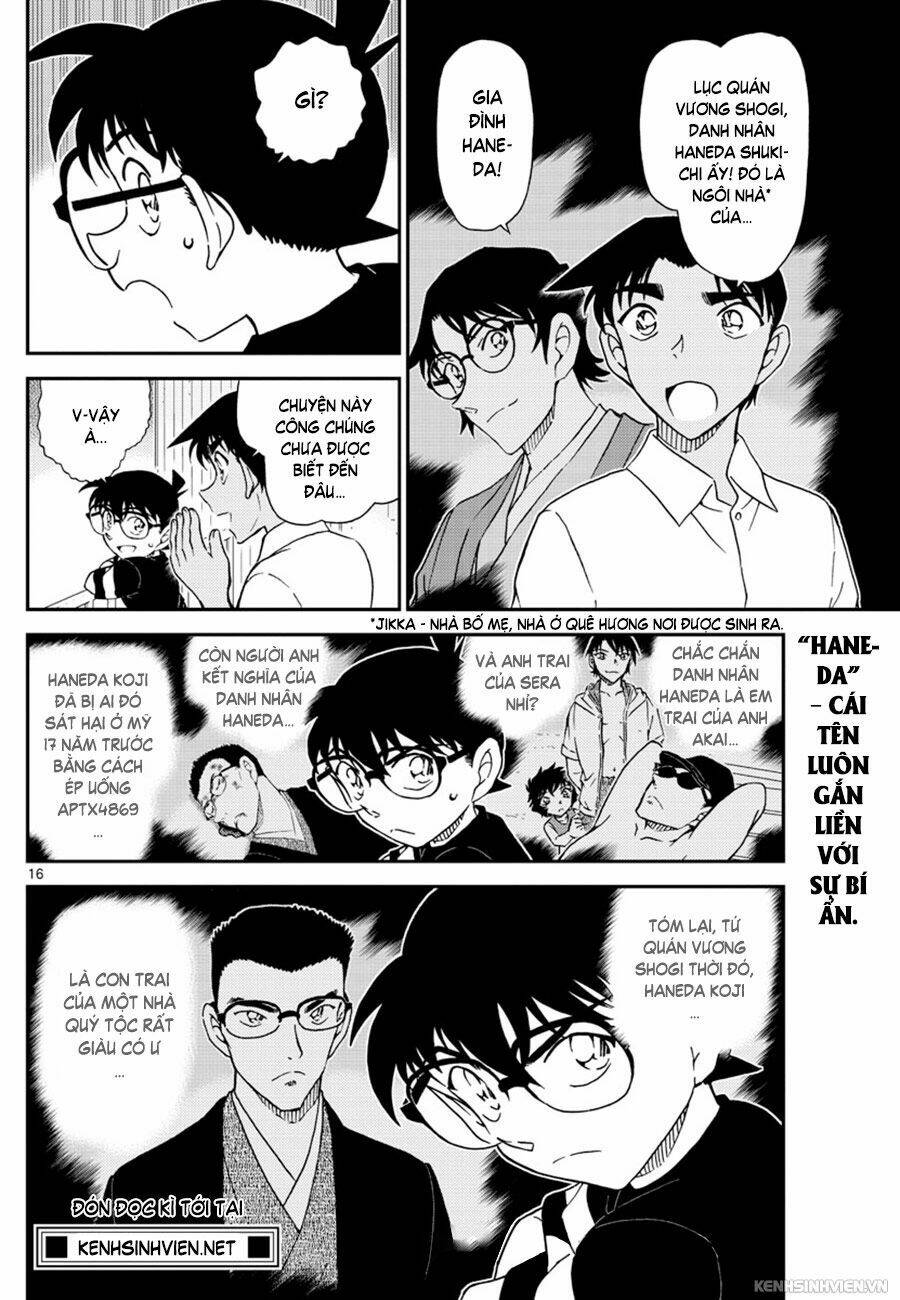 LỤC QUÁN
VƯƠNG SHOGI,
DANH NHÂN
HANEDA SHUKI-
CHI ẤY! ĐÓ LÀ
NGÔI NHÀ*
CỦA...
GIA
ĐÌNH
HANE-
DA!
GÌ?
CHUYỆN NÀY
CÔNG CHÚNG
CHƯA ĐƯỢC
BIẾT ĐẾN
ĐÂU...
V-VẬY
À...
*JIKKA - NHÀ BỐ MẸ, NHÀ Ở QUÊ HƯƠNG NƠI ĐƯỢC SINH RA.
CHẮC CHẮN
DANH NHÂN
HANEDA LÀ EM
TRAI CỦA ANH
AKAI...
VÀ ANH TRAI
CỦA SERA
NHỈ?
CÒN NGƯỜI ANH
KẾT NGHĨA CỦA
DANH NHÂN
HANEDA...
HANEDA KOJI
ĐÃ BỊ AI ĐÓ
SÁT HẠI Ở MỸ
17 NĂM TRƯỚC
BẰNG CÁCH
ÉP UỐNG
APTX4869
...
"HANE-
DA"
– CÁI
TÊN
LUÔN
GẮN
LIỀN
VỚI
SỰ BÍ
ẨN.
16
TÓM LẠI, TỨ
QUÁN VƯƠNG
SHOGI THỜI ĐÓ,
HANEDA KOJI
...
LÀ CON TRAI
CỦA MỘT NHÀ
QUÝ TỘC RẤT
GIÀU CÓ Ư
...
ĐÓN ĐỌC KÌ TỚI TẠI
KENHSINHVIEN.NET
KENHSINHVIEN.VN